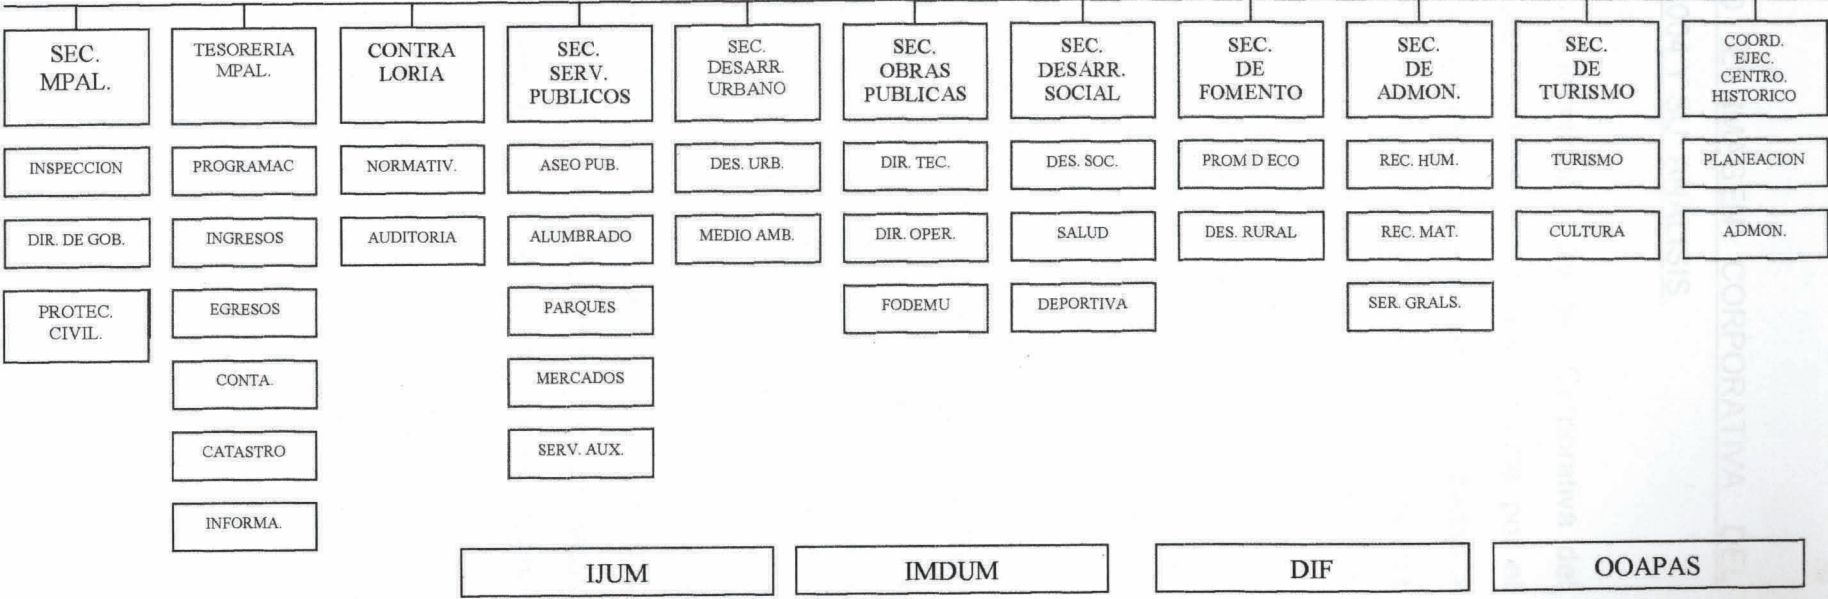 SEC.
MPAL.
TESORERIA
MPAL.
CONTRA
LORIA
SEC.
SERV.
PUBLICOS
SEC.
DESARR.
URBANO
SEC.
OBRAS
PUBLICAS
SEC.
DESARR.
SOCIAL
SEC.
DE
FOMENTO
SEC.
DE
ADMON.
SEC.
DE
TURISMO
COORD.
EJEC.
CENTRO.
HISTORICO
INSPECCION
PROGRAMAC
NORMATIV.
ASEO PUB.
DES. URB.
DIR. TEC.
DES. SOC.
PROM D ECO
REC. HUM.
TURISMO
PLANEACION
DIR. DE GOB.
INGRESOS
AUDITORIA
ALUMBRADO
MEDIO AMB.
DIR. OPER.
SALUD
DES. RURAL
REC. MAT.
CULTURA
ADMON.
PROTEC.
CIVIL.
EGRESOS
PARQUES
FODEMU
DEPORTIVA
SER. GRALS.
CONTA.
MERCADOS
CATASTRO
SERV. AUX.
INFORMA.
IJUM
IMDUM
DIF
OOAPAS
CORPORATIVA DEL